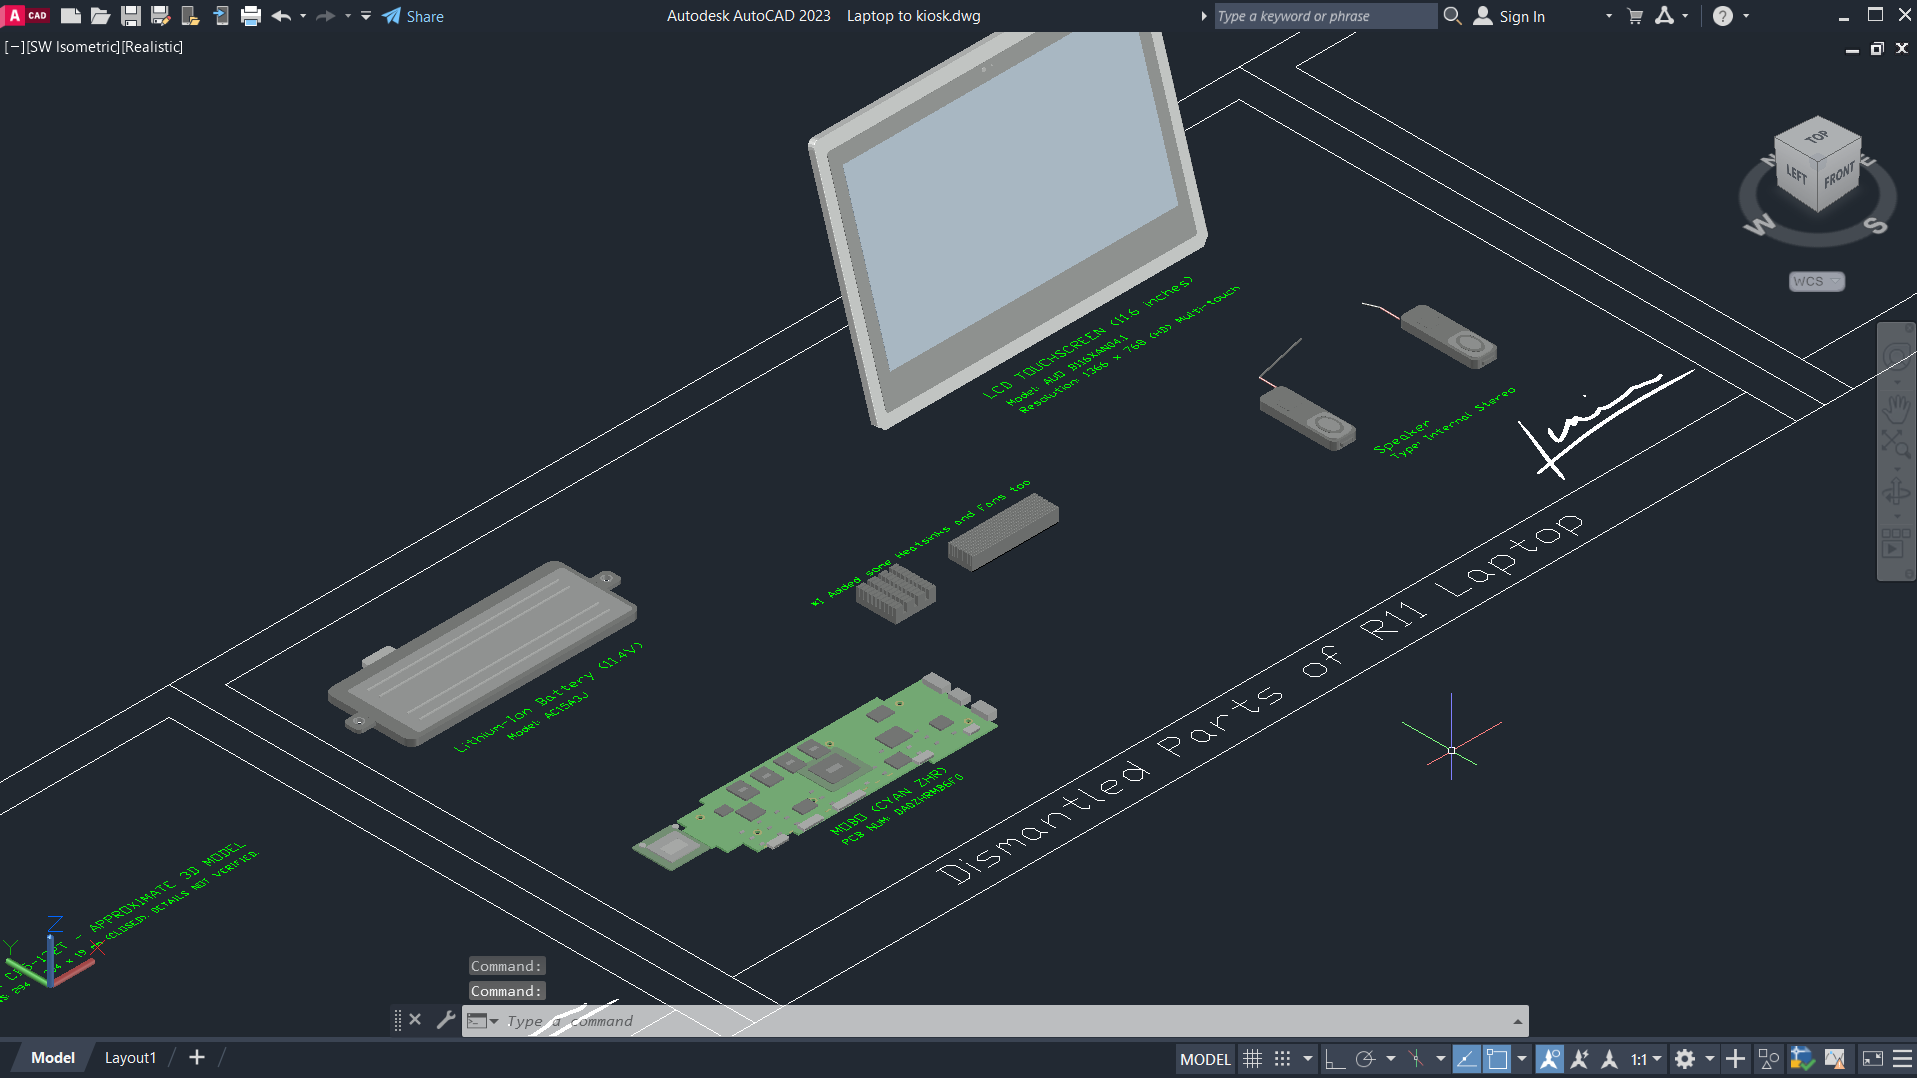 A CAD
Share
Autodesk AutoCAD 2023 Laptop to kiosk.dwg
Type a keyword or phrase
Sign In
[−][SW Isometric][Realistic]
TOP
LEFT
FRONT
N
E
W
S
WCS
LCD TOUCHSCREEN (11.6 inches)
Model: AUO B116XAN04.1
Resolution: 1366 × 768 (HD) Multi-touch
Speaker
Type: Internal Stereo
*I Added some Heatsinks and Fans too
Lithium-Ion Battery (11.4V)
Model: AC15A3J
MOBO (CYAN ZHR)
PCB NUM: DA0ZHRMB6F0
Dismantled Parts of R11 Laptop
- APPROXIMATE 3D MODEL
(CLOSED). DETAILS NOT VERIFIED.
Z
Y
X
Command:
Command:
Type a command
Model
Layout1
MODEL
1:1